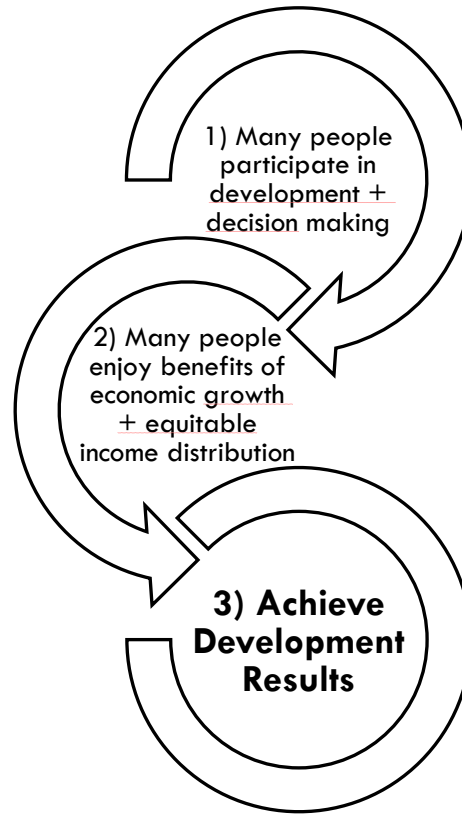 1) Many people
participate in
development +
decision making
2) Many people
enjoy benefits of
economic growth
+ equitable
income distribution
3) Achieve
Development
Results